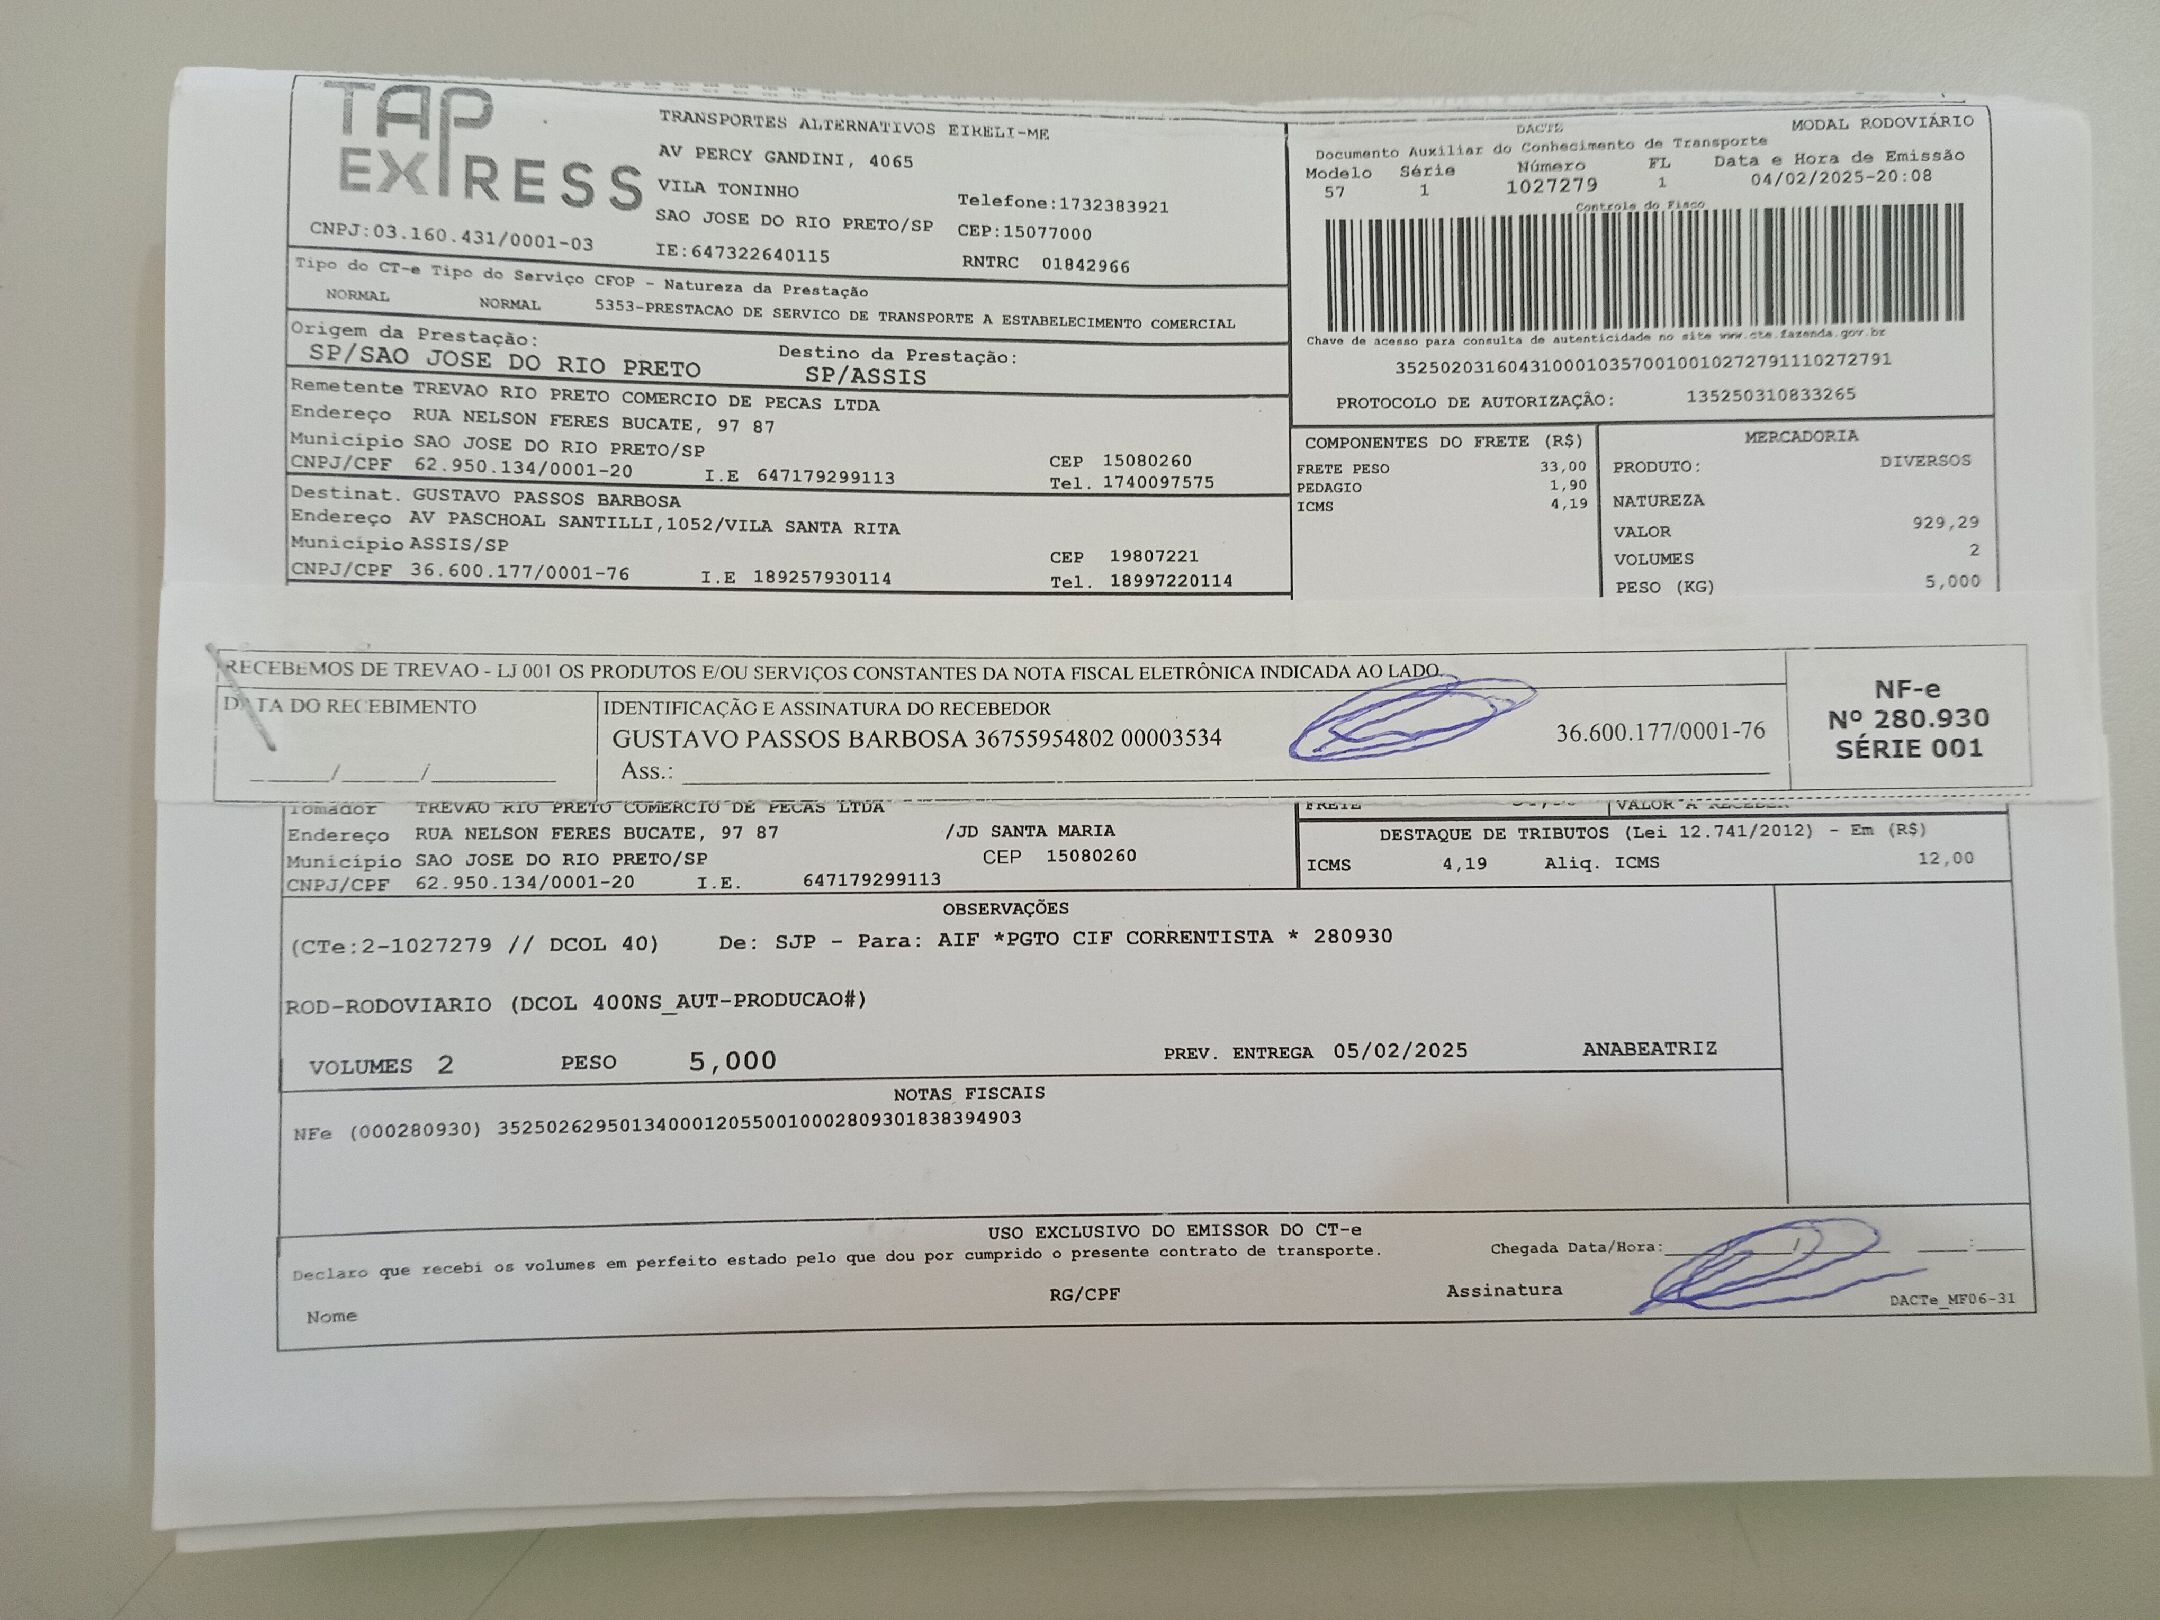 TAP EXPRESS
CNPJ:03.160.431/0001-03
TRANSPORTES ALTERNATIVOS EIRELI-ME
AV PERCY GANDINI, 4065
VILA TONINHO
SAO JOSE DO RIO PRETO/SP
IE:647322640115
Telefone:1732383921
CEP:15077000
RNTRC 01842966
DACTE
MODAL RODOVIÁRIO
Documento Auxiliar do Conhecimento de Transporte
Modelo Série Número FL Data e Hora de Emissão
57 1 1027279 1 04/02/2025-20:08
Controle do Fisco
Chave de acesso para consulta de autenticidade no site www.cte.fazenda.gov.br
35250203160431000103570010010272791110272791
PROTOCOLO DE AUTORIZAÇÃO: 135250310833265
Tipo do CT-e Tipo do Serviço CFOP - Natureza da Prestação
NORMAL NORMAL 5353-PRESTACAO DE SERVICO DE TRANSPORTE A ESTABELECIMENTO COMERCIAL
Origem da Prestação: Destino da Prestação:
SP/SAO JOSE DO RIO PRETO SP/ASSIS
Remetente TREVAO RIO PRETO COMERCIO DE PECAS LTDA
Endereço RUA NELSON FERES BUCATE, 97 87
Município SAO JOSE DO RIO PRETO/SP CEP 15080260
CNPJ/CPF 62.950.134/0001-20 I.E 647179299113 Tel. 1740097575
Destinat. GUSTAVO PASSOS BARBOSA
Endereço AV PASCHOAL SANTILLI,1052/VILA SANTA RITA
Município ASSIS/SP CEP 19807221
CNPJ/CPF 36.600.177/0001-76 I.E 189257930114 Tel. 18997220114
COMPONENTES DO FRETE (R$)
FRETE PESO 33,00
PEDAGIO 1,90
ICMS 4,19
MERCADORIA
PRODUTO: DIVERSOS
NATUREZA
VALOR 929,29
VOLUMES 2
PESO (KG) 5,000
RECEBEMOS DE TREVAO - LJ 001 OS PRODUTOS E/OU SERVIÇOS CONSTANTES DA NOTA FISCAL ELETRÔNICA INDICADA AO LADO.
DATA DO RECEBIMENTO
___/___/___
IDENTIFICAÇÃO E ASSINATURA DO RECEBEDOR
GUSTAVO PASSOS BARBOSA 36755954802 00003534 36.600.177/0001-76
Ass.:
NF-e
Nº 280.930
SÉRIE 001
Tomador TREVAO RIO PRETO COMERCIO DE PECAS LTDA
Endereço RUA NELSON FERES BUCATE, 97 87 /JD SANTA MARIA
Município SAO JOSE DO RIO PRETO/SP CEP 15080260
CNPJ/CPF 62.950.134/0001-20 I.E. 647179299113
FRETE VALOR A RECEBER
DESTAQUE DE TRIBUTOS (Lei 12.741/2012) - Em (R$)
ICMS 4,19 Aliq. ICMS 12,00
OBSERVAÇÕES
(CTe:2-1027279 // DCOL 40) De: SJP - Para: AIF *PGTO CIF CORRENTISTA * 280930
ROD-RODOVIARIO (DCOL 400NS_AUT-PRODUCAO#)
VOLUMES 2 PESO 5,000 PREV. ENTREGA 05/02/2025 ANABEATRIZ
NOTAS FISCAIS
NFe (000280930) 35250262950134000120550010002809301838394903
USO EXCLUSIVO DO EMISSOR DO CT-e
Declaro que recebi os volumes em perfeito estado pelo que dou por cumprido o presente contrato de transporte. Chegada Data/Hora:
Nome RG/CPF Assinatura
DACTe_MF06-31